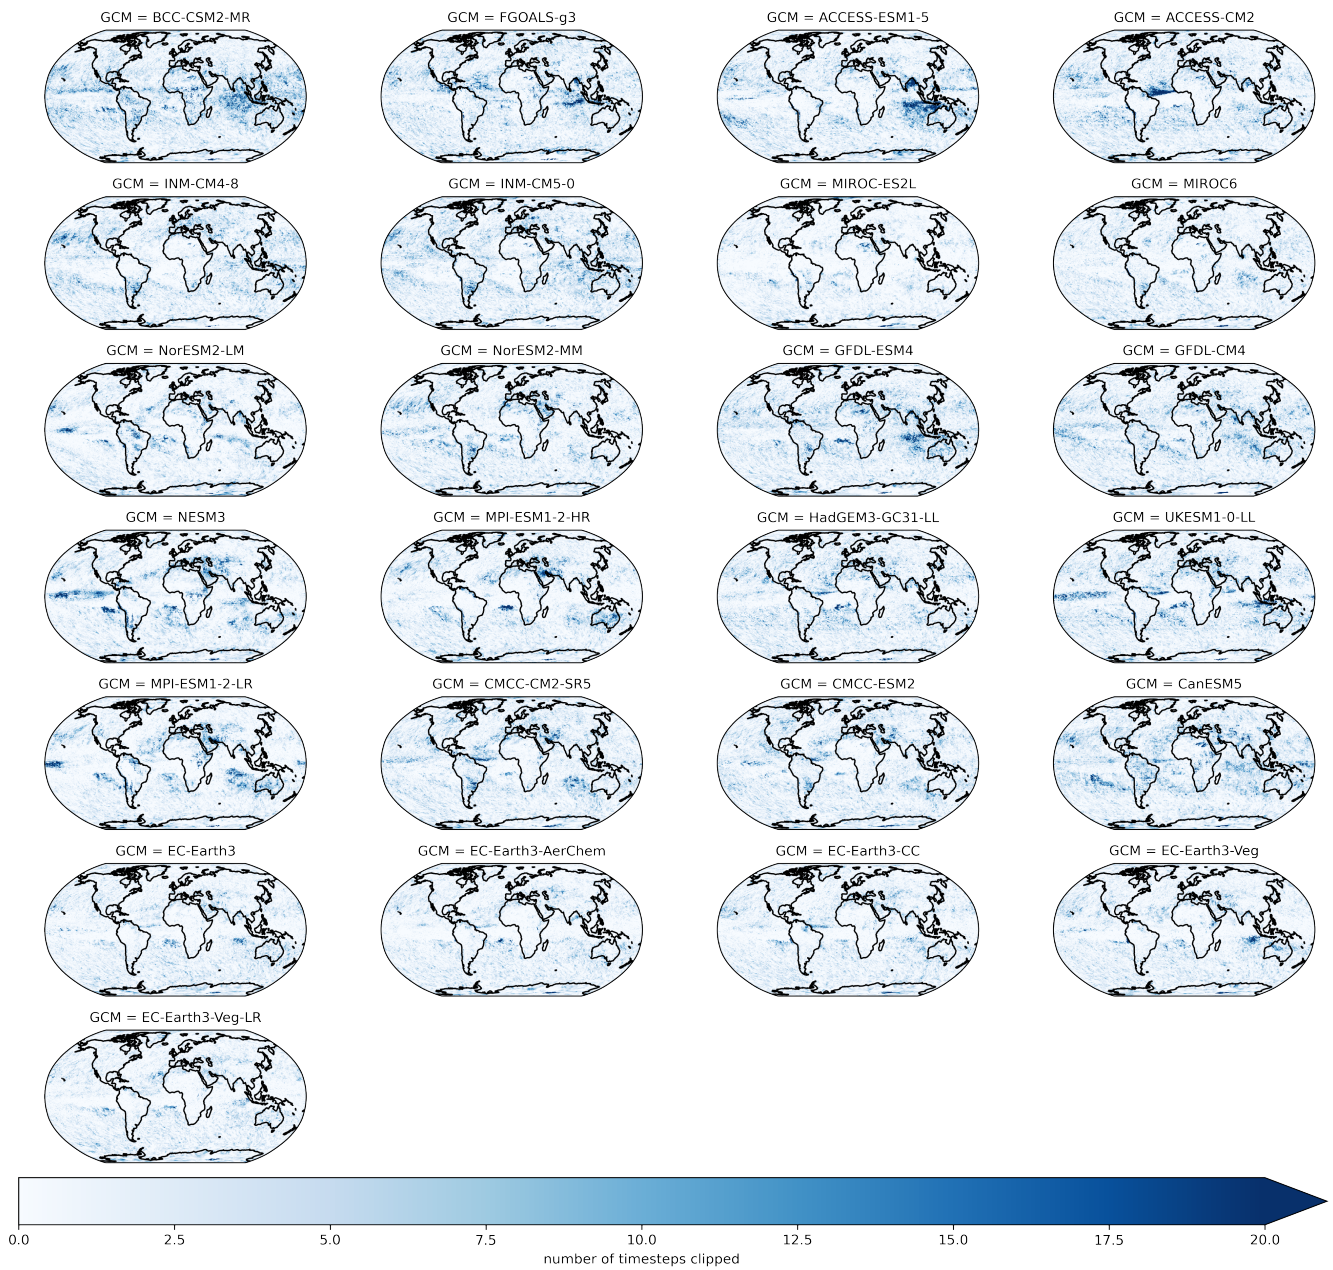 GCM = BCC-CSM2-MR
GCM = FGOALS-g3
GCM = ACCESS-ESM1-5
GCM = ACCESS-CM2
GCM = INM-CM4-8
GCM = INM-CM5-0
GCM = MIROC-ES2L
GCM = MIROC6
GCM = NorESM2-LM
GCM = NorESM2-MM
GCM = GFDL-ESM4
GCM = GFDL-CM4
GCM = NESM3
GCM = MPI-ESM1-2-HR
GCM = HadGEM3-GC31-LL
GCM = UKESM1-0-LL
GCM = MPI-ESM1-2-LR
GCM = CMCC-CM2-SR5
GCM = CMCC-ESM2
GCM = CanESM5
GCM = EC-Earth3
GCM = EC-Earth3-AerChem
GCM = EC-Earth3-CC
GCM = EC-Earth3-Veg
GCM = EC-Earth3-Veg-LR
0.0 2.5 5.0 7.5 10.0 12.5 15.0 17.5 20.0
number of timesteps clipped